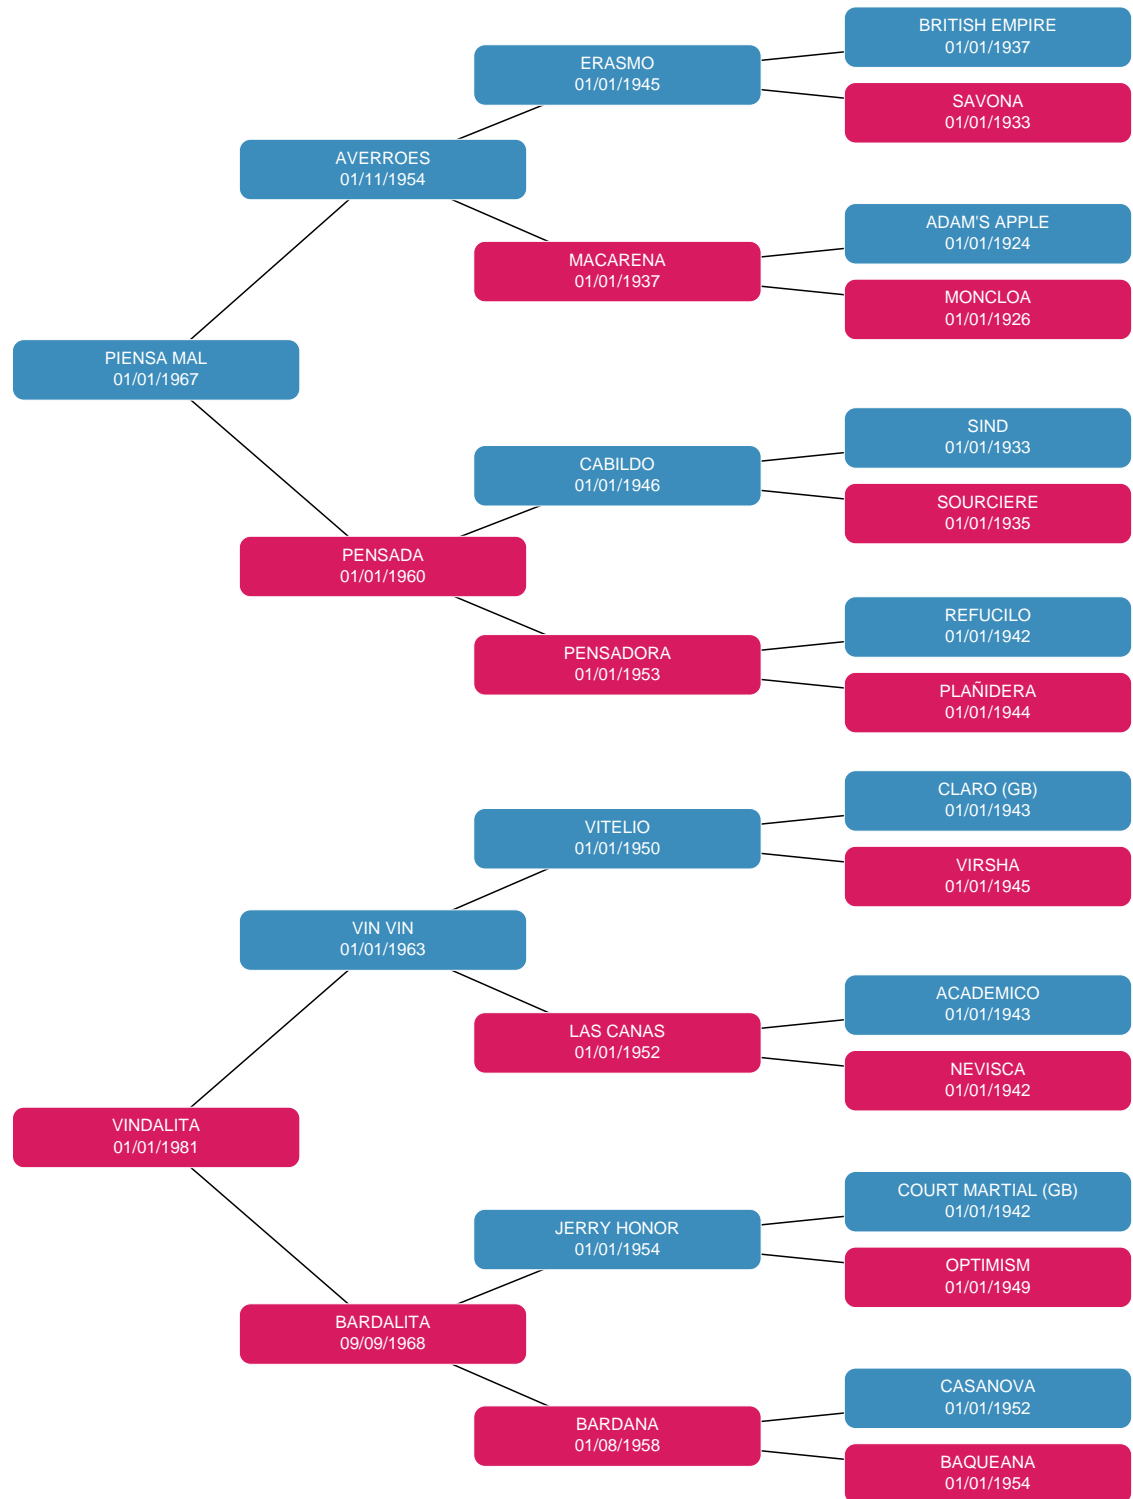 BRITISH EMPIRE
01/01/1937
ERASMO
01/01/1945
SAVONA
01/01/1933
AVERROES
01/11/1954
ADAM'S APPLE
01/01/1924
MACARENA
01/01/1937
MONCLOA
01/01/1926
PIENSA MAL
01/01/1967
SIND
01/01/1933
CABILDO
01/01/1946
SOURCIERE
01/01/1935
PENSADA
01/01/1960
REFUCILO
01/01/1942
PENSADORA
01/01/1953
PLAÑIDERA
01/01/1944
CLARO (GB)
01/01/1943
VITELIO
01/01/1950
VIRSHA
01/01/1945
VIN VIN
01/01/1963
ACADEMICO
01/01/1943
LAS CANAS
01/01/1952
NEVISCA
01/01/1942
VINDALITA
01/01/1981
COURT MARTIAL (GB)
01/01/1942
JERRY HONOR
01/01/1954
OPTIMISM
01/01/1949
BARDALITA
09/09/1968
CASANOVA
01/01/1952
BARDANA
01/08/1958
BAQUEANA
01/01/1954